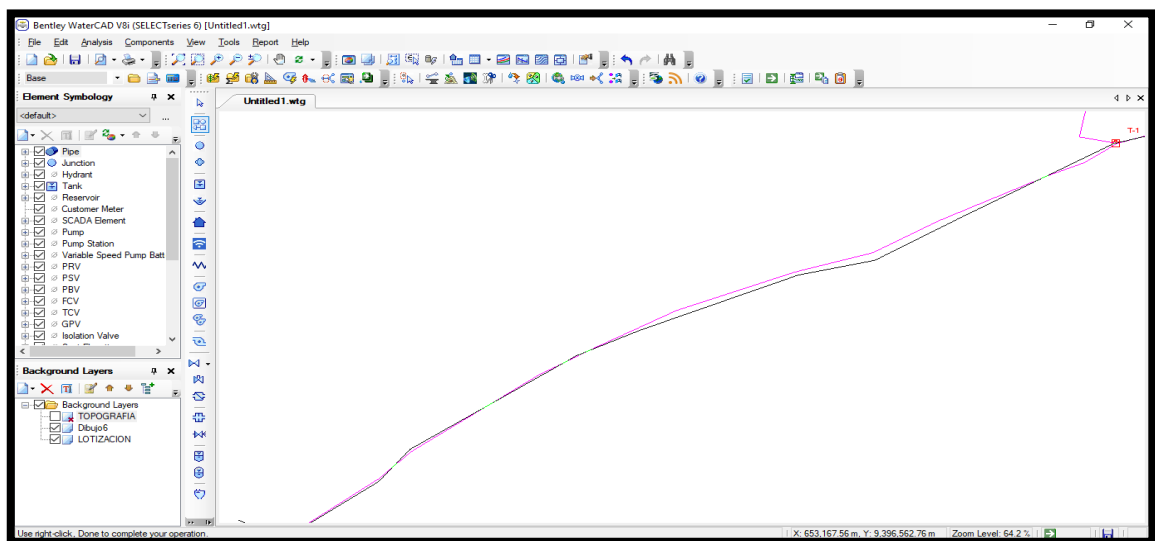 Bentley WaterCAD V8i (SELECTseries 6) [Untitled1.wtg]
File Edit Analysis Components View Tools Report Help
Base
Element Symbology
<default>
...
Pipe
Junction
Hydrant
Tank
Reservoir
Customer Meter
SCADA Element
Pump
Pump Station
Variable Speed Pump Batt
PRV
PSV
PBV
FCV
TCV
GPV
Isolation Valve
Background Layers
Background Layers
TOPOGRAFIA
Dibujo6
LOTIZACION
Untitled1.wtg
T-1
Use right-click, Done to complete your operation.
X: 653,167.56 m, Y: 9,396,562.76 m
Zoom Level: 64.2 %